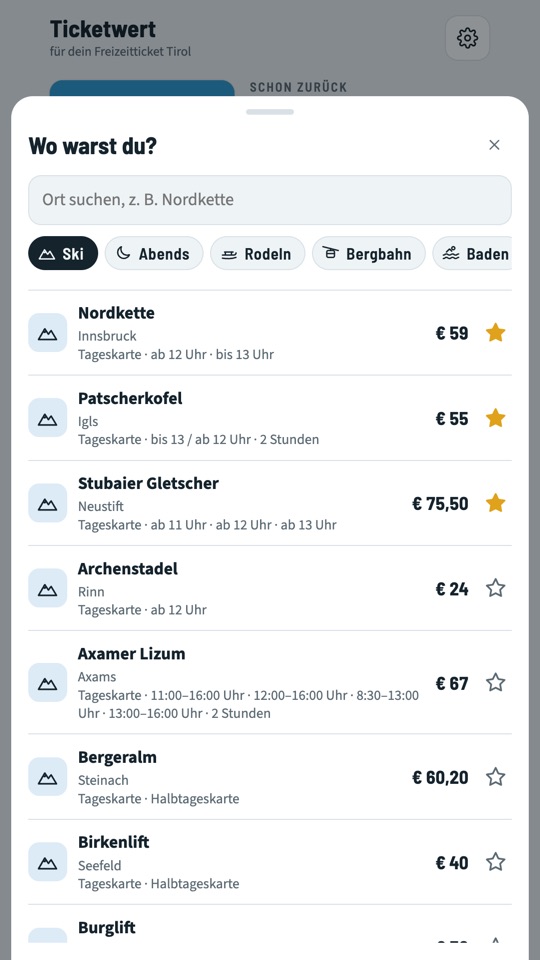 Ticketwert
für dein Freizeitticket Tirol
SCHON ZURÜCK
Wo warst du?
Ort suchen, z. B. Nordkette
Ski
Abends
Rodeln
Bergbahn
Baden
Nordkette
Innsbruck
Tageskarte · ab 12 Uhr · bis 13 Uhr
€ 59
Patscherkofel
Igls
Tageskarte · bis 13 / ab 12 Uhr · 2 Stunden
€ 55
Stubaier Gletscher
Neustift
Tageskarte · ab 11 Uhr · ab 12 Uhr · ab 13 Uhr
€ 75,50
Archenstadel
Rinn
Tageskarte · ab 12 Uhr
€ 24
Axamer Lizum
Axams
Tageskarte · 11:00–16:00 Uhr · 12:00–16:00 Uhr · 8:30–13:00
Uhr · 13:00–16:00 Uhr · 2 Stunden
€ 67
Bergeralm
Steinach
Tageskarte · Halbtageskarte
€ 60,20
Birkenlift
Seefeld
Tageskarte · Halbtageskarte
€ 40
Burglift